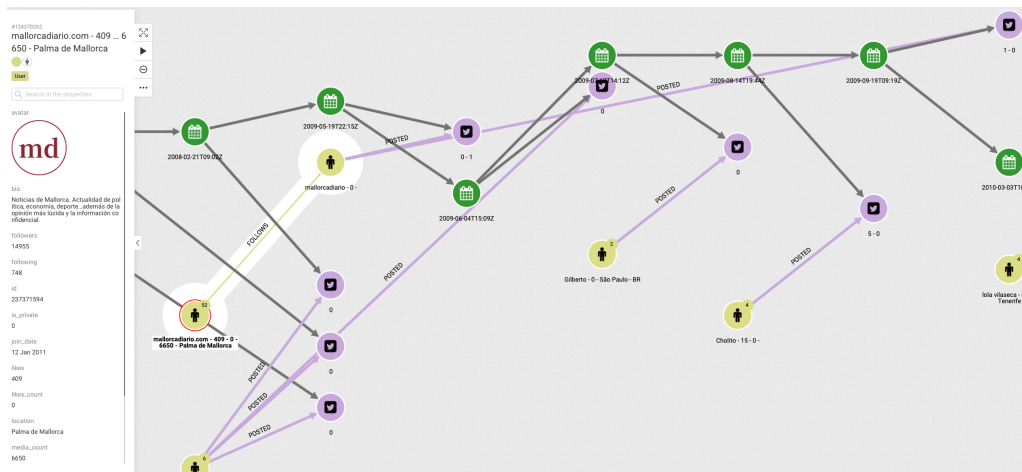 #124370262
mallorcadiario.com - 409 ... 6
650 - Palma de Mallorca
User
Search in the properties
avatar
md
bio
Noticias de Mallorca. Actualidad de pol
ítica, economía, deporte...además de la
opinión más lúcida y la información co
nfidencial.
followers
14955
following
748
id
237371594
is_private
0
join_date
12 Jan 2011
likes
409
likes_count
0
location
Palma de Mallorca
media_count
6650
1 - 0
2009-07-
14:12Z
2009-08-14T19:44Z
2009-09-19T09:19Z
POSTED
0
2009-05-19T22:15Z
POSTED
0 - 1
2008-02-21T09:02Z
0
mallorcadiario - 0 -
2010-03-03T1
2009-06-04T15:09Z
5 - 0
FOLLOWS
POSTED
POSTED
POSTED
2
Gilberto - 0 - São Paulo - BR
4
lola vilaseca -
Tenerife
0
52
mallorcadiario.com - 409 - 0 -
6650 - Palma de Mallorca
4
Cholito - 15 - 0 -
0
POSTED
POSTED
0
POSTED
6